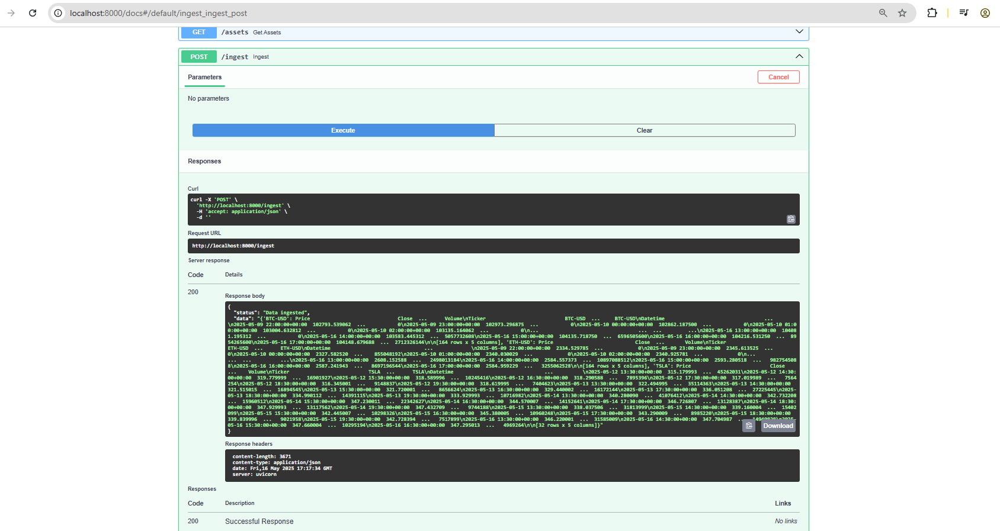 localhost:8000/docs#/default/ingest_ingest_post
GET /assets Get Assets
POST /ingest Ingest
Parameters Cancel
No parameters
Execute Clear
Responses
Curl
curl -X 'POST' \
'http://localhost:8000/ingest' \
-H 'accept: application/json' \
-d ''
Request URL
http://localhost:8000/ingest
Server response
Code Details
200
Response body
{
"status": "Data ingested",
"data": "{'BTC-USD': Price Close ... Volume\nTicker BTC-USD ... BTC-USD\nDatetime ...
\n2025-05-09 22:00:00+00:00 102793.539062 ... 0\n2025-05-09 23:00:00+00:00 102973.296875 ... 0\n2025-05-10 00:00:00+00:00 102862.187500 ... 0\n2025-05-10 01:0
0:00+00:00 103004.632812 ... 0\n2025-05-10 02:00:00+00:00 103135.164062 ... 0\n... ... ... ...\n2025-05-16 13:00:00+00:00 10408
1.195312 ... 0\n2025-05-16 14:00:00+00:00 103583.445312 ... 5057732608\n2025-05-16 15:00:00+00:00 104135.718750 ... 6596505600\n2025-05-16 16:00:00+00:00 104216.531250 ... 89
54265600\n2025-05-16 17:00:00+00:00 104148.679688 ... 2712326144\n\n[164 rows x 5 columns], 'ETH-USD': Price Close ... Volume\nTicker
ETH-USD ... ETH-USD\nDatetime ... \n2025-05-09 22:00:00+00:00 2334.529785 ... 0\n2025-05-09 23:00:00+00:00 2345.613525 ...
0\n2025-05-10 00:00:00+00:00 2327.582520 ... 855048192\n2025-05-10 01:00:00+00:00 2340.030029 ... 0\n2025-05-10 02:00:00+00:00 2340.925781 ... 0\n...
... ... ...\n2025-05-16 13:00:00+00:00 2608.152588 ... 2498013184\n2025-05-16 14:00:00+00:00 2584.557373 ... 10897088512\n2025-05-16 15:00:00+00:00 2593.280518 ... 982754508
8\n2025-05-16 16:00:00+00:00 2587.241943 ... 8697196544\n2025-05-16 17:00:00+00:00 2584.959229 ... 3255062528\n\n[164 rows x 5 columns], 'TSLA': Price Close
... Volume\nTicker TSLA ... TSLA\nDatetime ... \n2025-05-12 13:30:00+00:00 315.179993 ... 45262031\n2025-05-12 14:30:
00+00:00 319.779999 ... 16901927\n2025-05-12 15:30:00+00:00 318.589996 ... 10245416\n2025-05-12 16:30:00+00:00 318.290588 ... 7895396\n2025-05-12 17:30:00+00:00 317.019989 ... 7564
254\n2025-05-12 18:30:00+00:00 316.345001 ... 9148837\n2025-05-12 19:30:00+00:00 318.619995 ... 7404623\n2025-05-13 13:30:00+00:00 322.494995 ... 35114363\n2025-05-13 14:30:00+00:00
321.515015 ... 16894545\n2025-05-13 15:30:00+00:00 321.720001 ... 8656624\n2025-05-13 16:30:00+00:00 329.440002 ... 16172144\n2025-05-13 17:30:00+00:00 336.051208 ... 27225445\n2025-
05-13 18:30:00+00:00 334.990112 ... 14391115\n2025-05-13 19:30:00+00:00 333.929993 ... 10716982\n2025-05-14 13:30:00+00:00 340.280090 ... 41076412\n2025-05-14 14:30:00+00:00 342.732208
... 15960512\n2025-05-14 15:30:00+00:00 347.230011 ... 22342627\n2025-05-14 16:30:00+00:00 344.570007 ... 14152641\n2025-05-14 17:30:00+00:00 346.726807 ... 13128387\n2025-05-14 18:30:
00+00:00 347.929993 ... 13117562\n2025-05-14 19:30:00+00:00 347.432709 ... 9744188\n2025-05-15 13:30:00+00:00 338.037506 ... 31813999\n2025-05-15 14:30:00+00:00 339.160004 ... 15402
099\n2025-05-15 15:30:00+00:00 342.445007 ... 10298326\n2025-05-15 16:30:00+00:00 345.380005 ... 10960248\n2025-05-15 17:30:00+00:00 343.290009 ... 8985220\n2025-05-15 18:30:00+00:00
339.839996 ... 9021958\n2025-05-15 19:30:00+00:00 342.728394 ... 7517899\n2025-05-16 13:30:00+00:00 346.220001 ... 31585009\n2025-05-16 14:30:00+00:00 347.704987
05-16 15:30:00+00:00 347.660004 ... 10295194\n2025-05-16 16:30:00+00:00 347.295013 ... 4969264\n\n[32 rows x 5 columns]}"
}
Download
Response headers
content-length: 3671
content-type: application/json
date: Fri,16 May 2025 17:17:34 GMT
server: uvicorn
Responses
Code Description Links
200 Successful Response No links